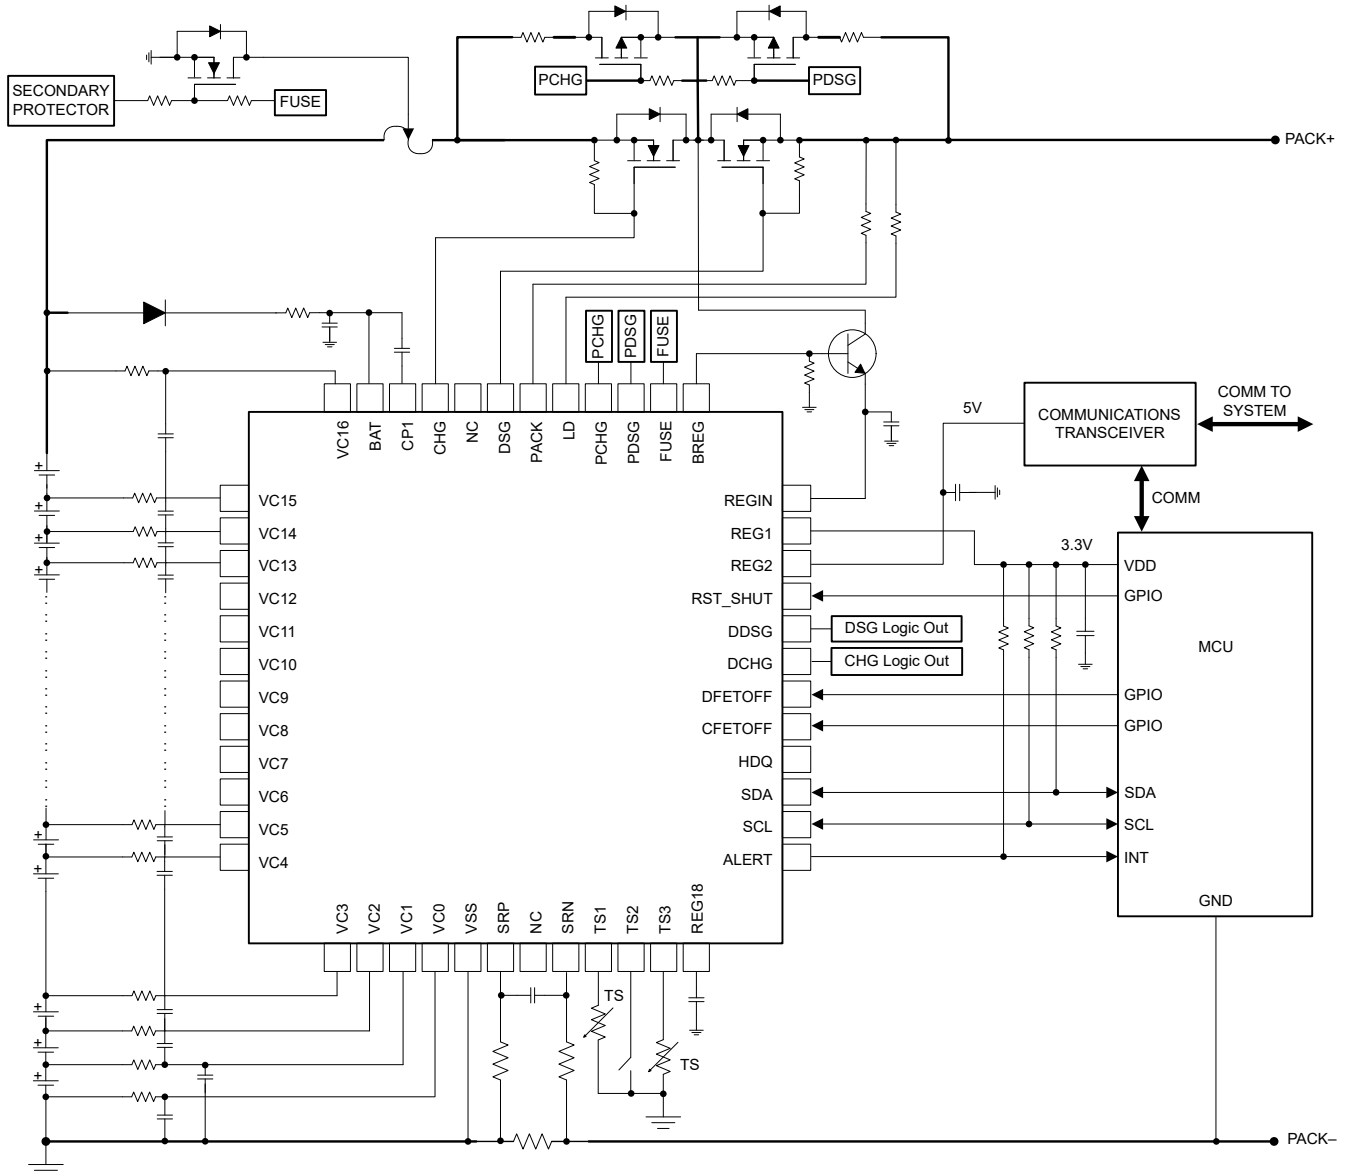 SECONDARY
PROTECTOR
FUSE
PCHG
PDSG
PACK+
PCHG
PDSG
FUSE
VC16
BAT
CP1
CHG
NC
DSG
PACK
LD
PCHG
PDSG
FUSE
BREG
5V
COMMUNICATIONS
TRANSCEIVER
COMM TO
SYSTEM
COMM
VC15
VC14
VC13
VC12
VC11
VC10
VC9
VC8
VC7
VC6
VC5
VC4
REGIN
REG1
REG2
RST_SHUT
DDSG
DCHG
DFETOFF
CFETOFF
HDQ
SDA
SCL
ALERT
DSG Logic Out
CHG Logic Out
3.3V
VDD
GPIO
MCU
GPIO
GPIO
SDA
SCL
INT
GND
VC3
VC2
VC1
VC0
VSS
SRP
NC
SRN
TS1
TS2
TS3
REG18
TS
TS
PACK–
+
+
+
+
+
+
+
+
+